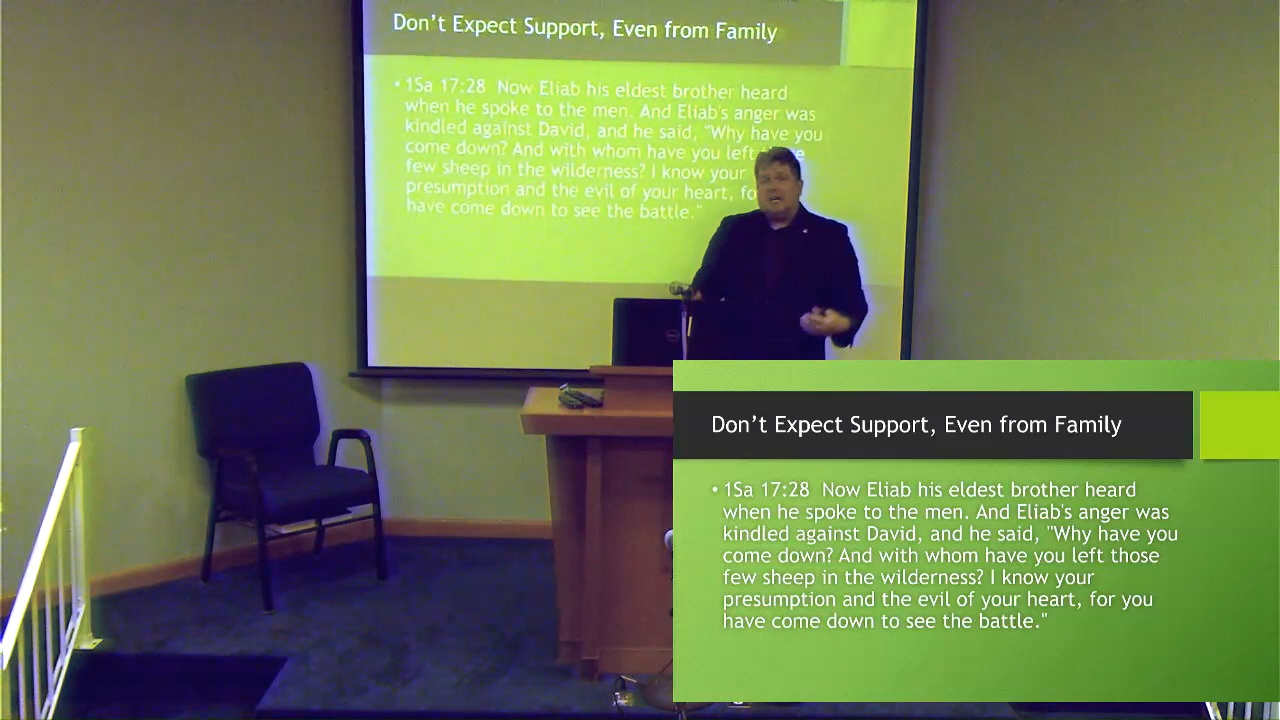 Don't Expect Support, Even from Family
• 1Sa 17:28 Now Eliab his eldest brother heard
when he spoke to the men. And Eliab's anger was
kindled against David, and he said, "Why have you
come down? And with whom have you left those
few sheep in the wilderness? I know your
presumption and the evil of your heart, for
have come down to see the battle."
Don't Expect Support, Even from Family
• 1Sa 17:28 Now Eliab his eldest brother heard
when he spoke to the men. And Eliab's anger was
kindled against David, and he said, "Why have you
come down? And with whom have you left those
few sheep in the wilderness? I know your
presumption and the evil of your heart, for you
have come down to see the battle."